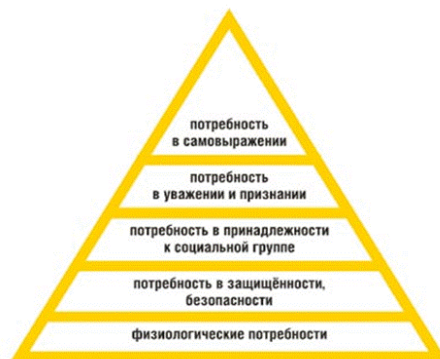 потребность
в самовыражении
потребность
в уважении и признании
потребность в принадлежности
к социальной группе
потребность в защищённости,
безопасности
физиологические потребности